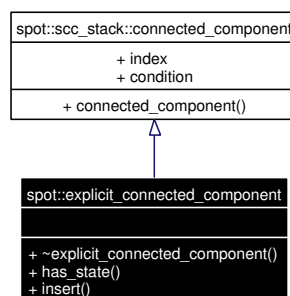 spot::scc_stack::connected_component
+ index
+ condition
+ connected_component()
spot::explicit_connected_component
+ ~explicit_connected_component()
+ has_state()
+ insert()